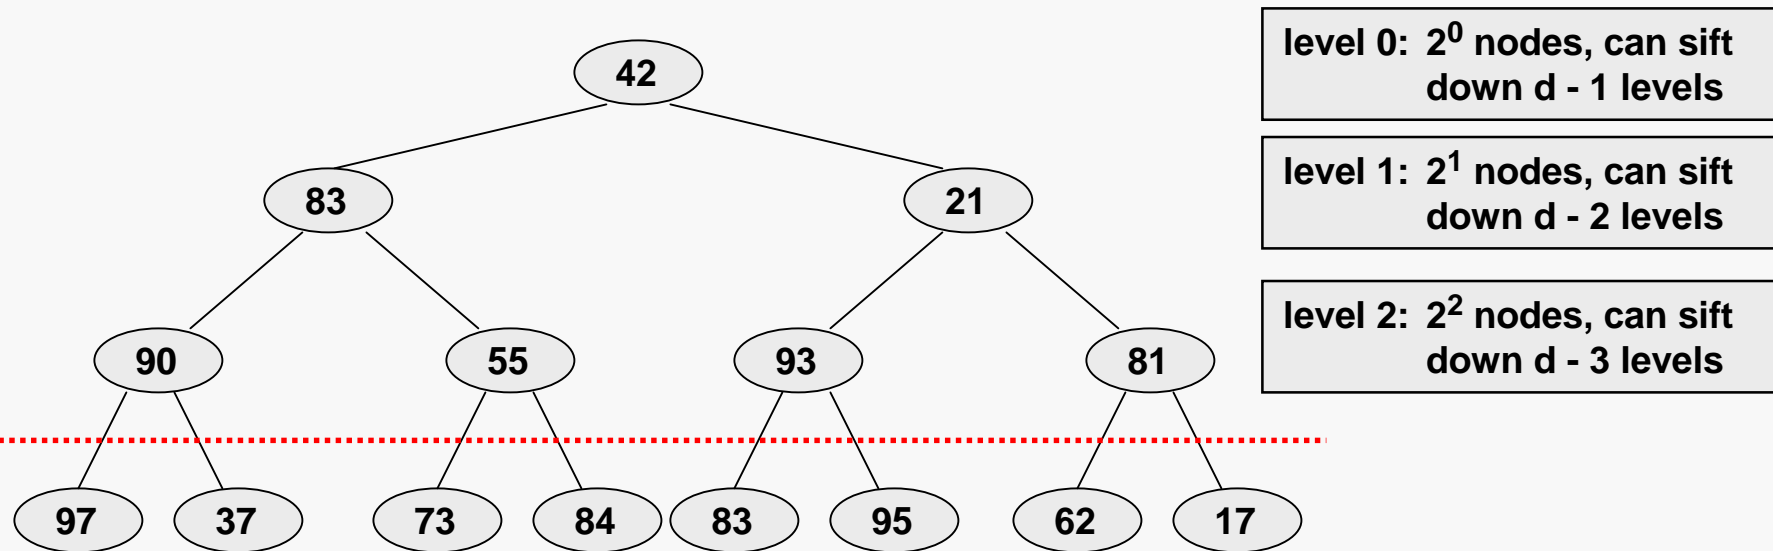 42
83 21
90 55 93 81
97 37 73 84 83 95 62 17
level 0: 2⁰ nodes, can sift
down d - 1 levels
level 1: 2¹ nodes, can sift
down d - 2 levels
level 2: 2² nodes, can sift
down d - 3 levels